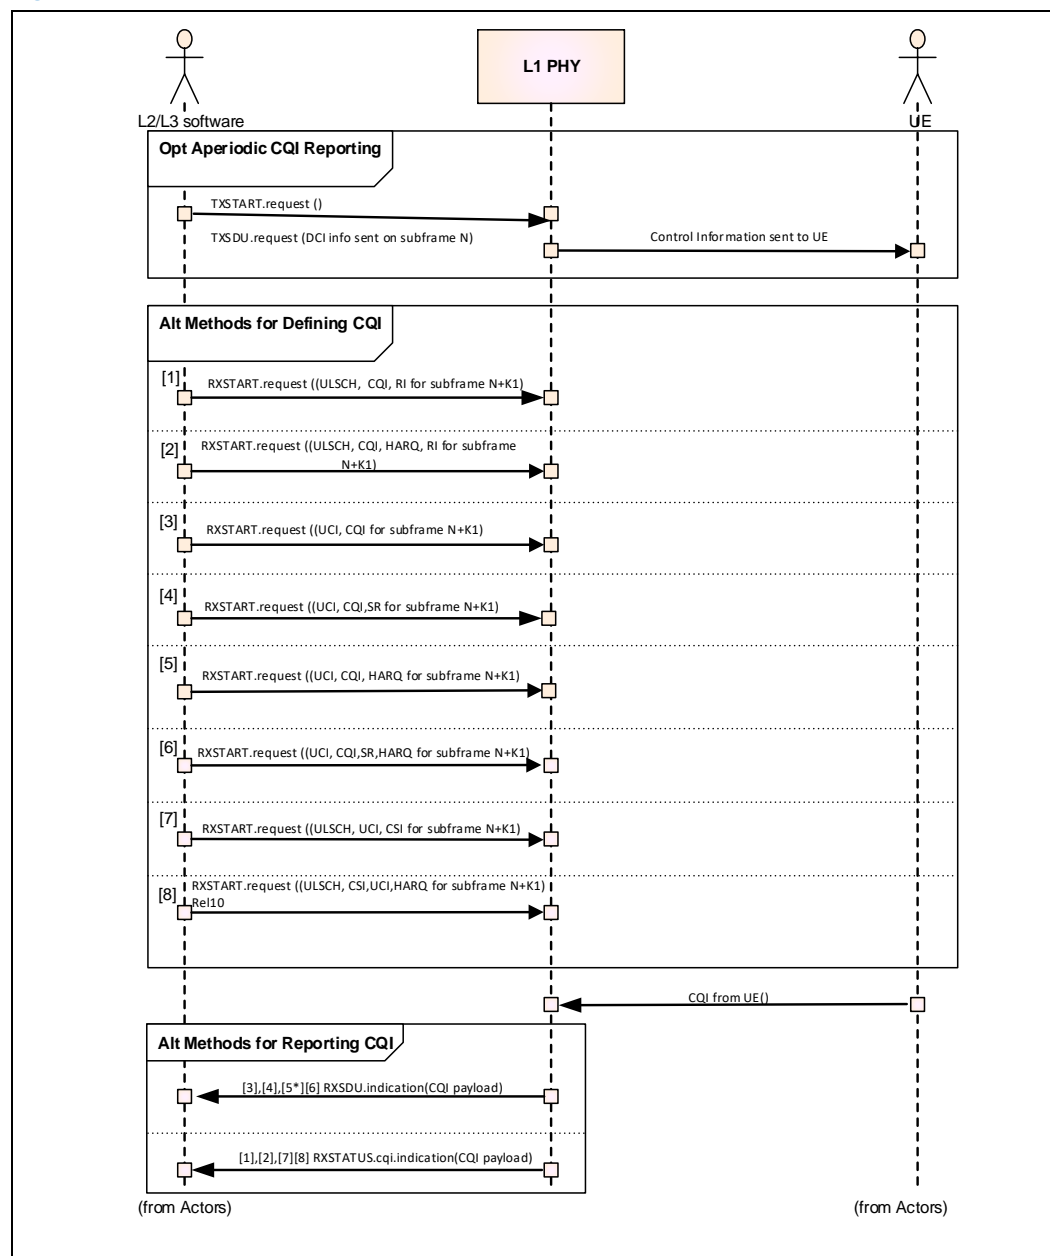 L1 PHY
L2/L3 software
UE
Opt Aperiodic CQI Reporting
TXSTART.request ()
TXSDU.request (DCI info sent on subframe N)
Control Information sent to UE
Alt Methods for Defining CQI
[1]
RXSTART.request ((ULSCH, CQI, RI for subframe N+K1)
[2]
RXSTART.request ((ULSCH, CQI, HARQ, RI for subframe
N+K1)
[3]
RXSTART.request ((UCI, CQI for subframe N+K1)
[4]
RXSTART.request ((UCI, CQI,SR for subframe N+K1)
[5]
RXSTART.request ((UCI, CQI, HARQ for subframe N+K1)
[6]
RXSTART.request ((UCI, CQI,SR,HARQ for subframe N+K1)
[7]
RXSTART.request ((ULSCH, UCI, CSI for subframe N+K1)
[8]
RXSTART.request ((ULSCH, CSI,UCI,HARQ for subframe N+K1)
Rel10
CQI from UE()
Alt Methods for Reporting CQI
[3],[4],[5*][6] RXSDU.indication(CQI payload)
[1],[2],[7][8] RXSTATUS.cqi.indication(CQI payload)
(from Actors)
(from Actors)